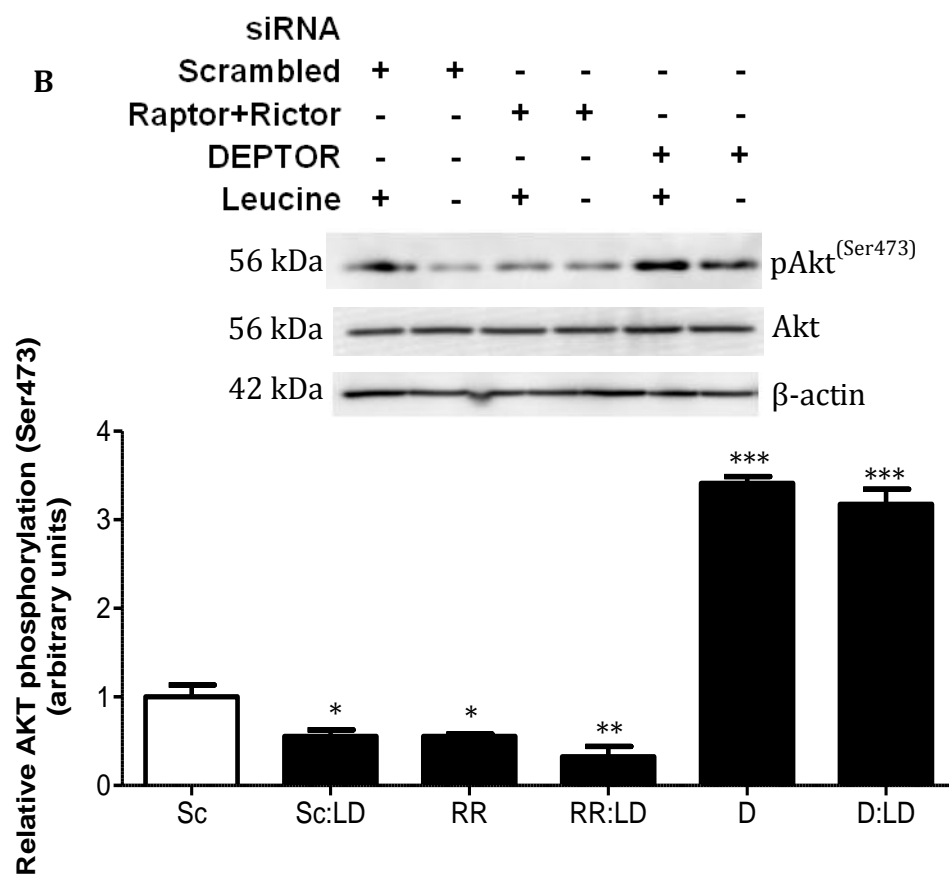 siRNA
B
Scrambled + + - - - -
Raptor+Rictor - - + + - -
DEPTOR - - - - + +
Leucine + - + - + -
56 kDa pAkt(Ser473)
56 kDa Akt
42 kDa β-actin
Relative AKT phosphorylation (Ser473)
(arbitrary units)
4
3
2
1
0
* * ** *** ***
Sc Sc:LD RR RR:LD D D:LD